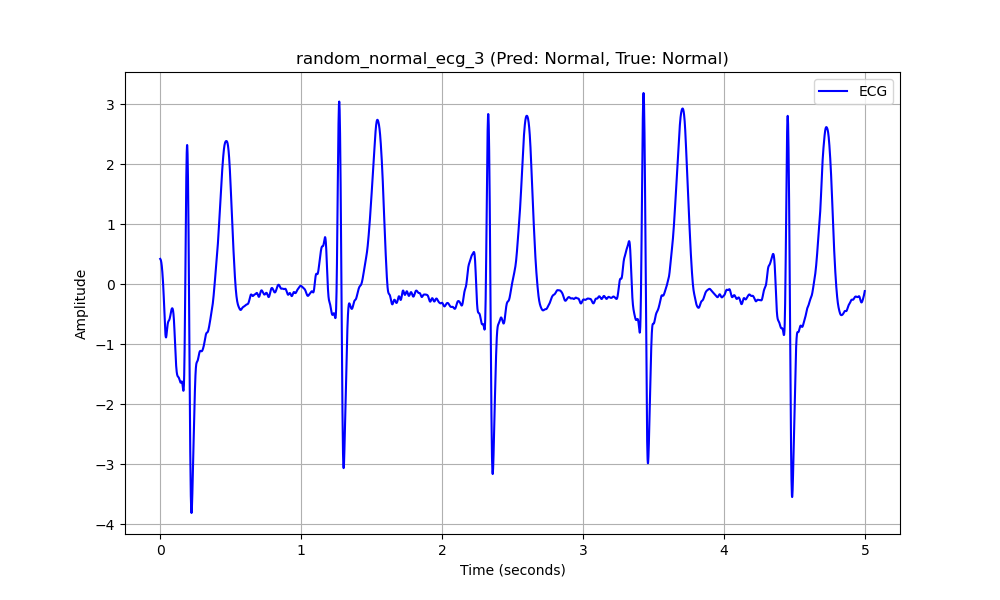 random_normal_ecg_3 (Pred: Normal, True: Normal)
ECG
3
2
1
0
−1
−2
−3
−4
Amplitude
0 1 2 3 4 5
Time (seconds)